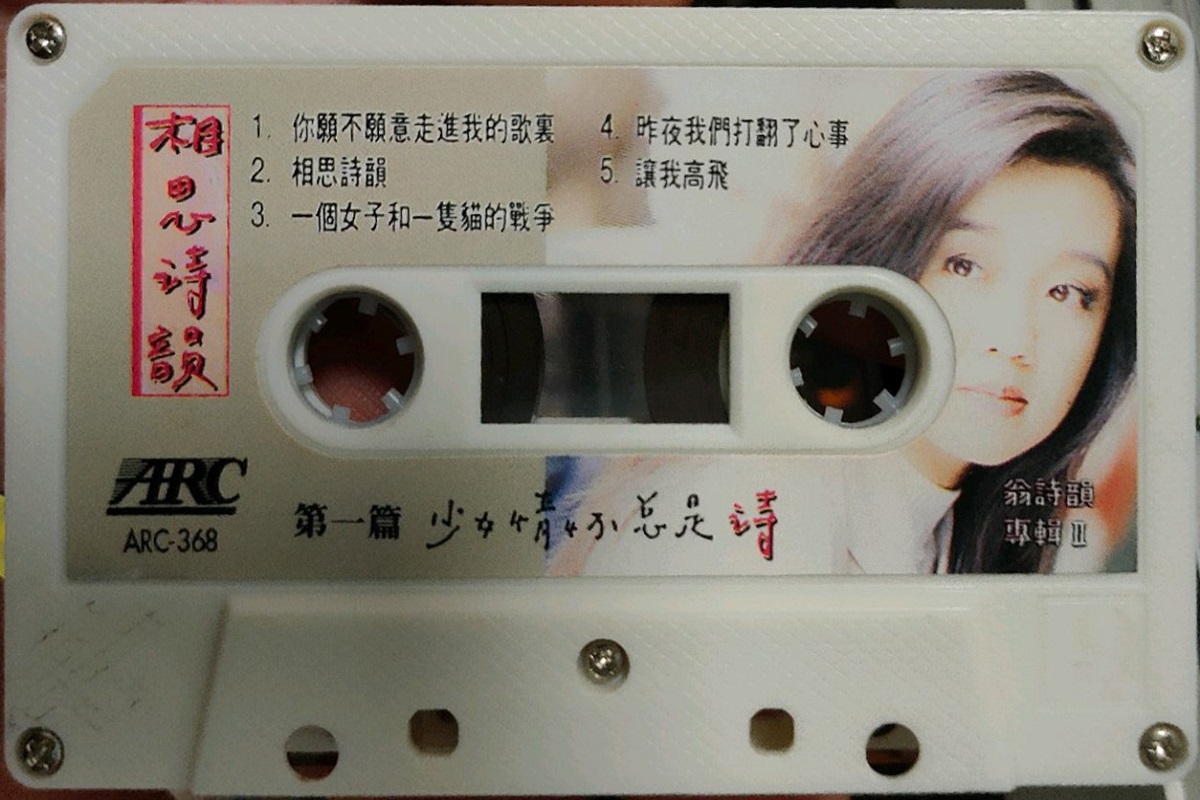 相思詩韻
1. 你願不願意走進我的歌裏
2. 相思詩韻
3. 一個女子和一隻貓的戰爭
4. 昨夜我們打翻了心事
5. 讓我高飛
ARC
ARC-368
第一篇 少女情怀总是詩
翁詩韻
專輯 II